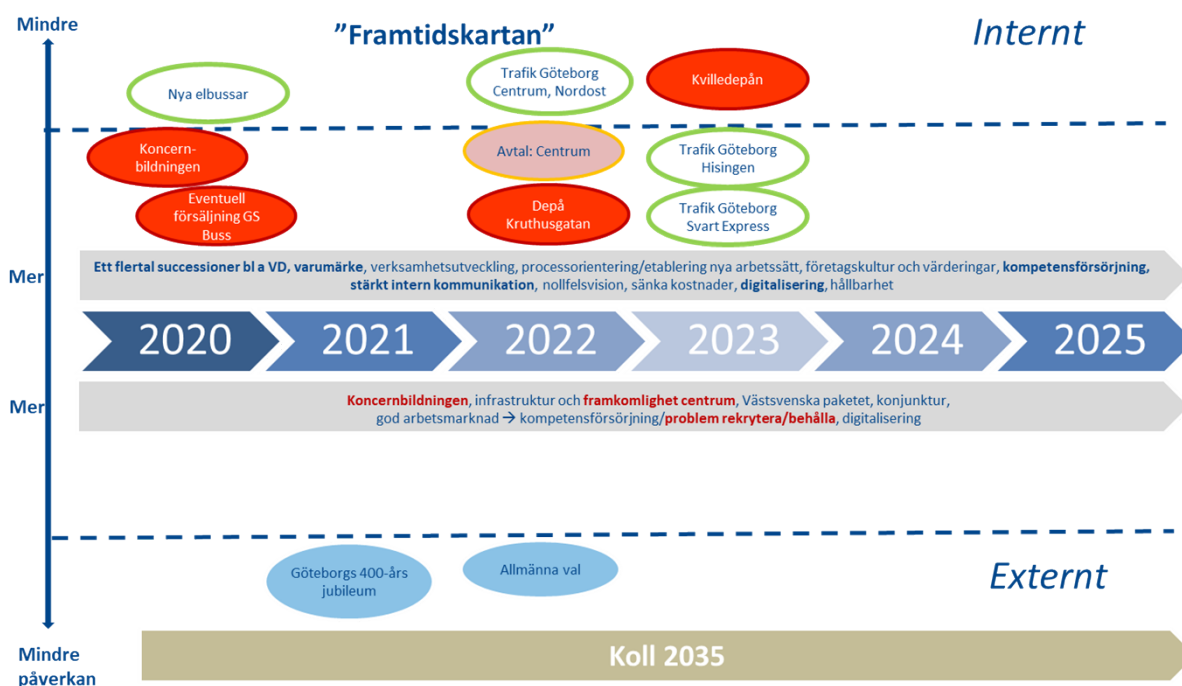 Mindre
”Framtidskartan”
Internt
Nya elbussar
Trafik Göteborg
Centrum, Nordost
Kvilledepån
Koncern-
bildningen
Avtal: Centrum
Trafik Göteborg
Hisingen
Eventuell
försäljning GS
Buss
Depå
Kruthusgatan
Trafik Göteborg
Svart Express
Mer
Ett flertal successioner bl a VD, varumärke, verksamhetsutveckling, processorientering/etablering nya arbetssätt, företagskultur och värderingar, kompetensförsörjning,
stärkt intern kommunikation, nollfelsvision, sänka kostnader, digitalisering, hållbarhet
2020 2021 2022 2023 2024 2025
Mer
Koncernbildningen, infrastruktur och framkomlighet centrum, Västsvenska paketet, konjunktur,
god arbetsmarknad → kompetensförsörjning/problem rekrytera/behålla, digitalisering
Göteborgs 400-års
jubileum
Allmänna val
Externt
Mindre
påverkan
Koll 2035